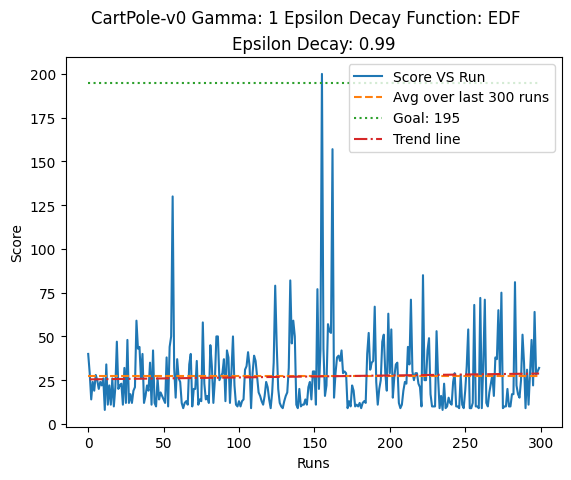 CartPole-v0 Gamma: 1 Epsilon Decay Function: EDF
Epsilon Decay: 0.99
Score VS Run
Avg over last 300 runs
Goal: 195
Trend line
200
175
150
125
100
75
50
25
0
Score
0 50 100 150 200 250 300
Runs